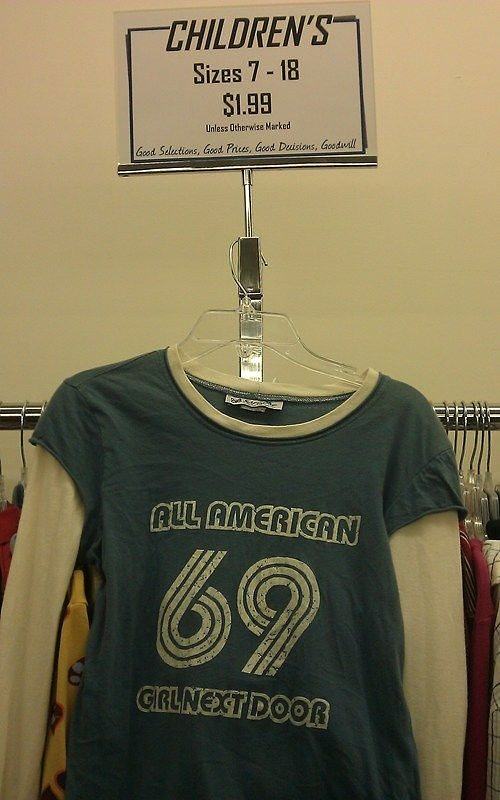 CHILDREN'S
Sizes 7 - 18
$1.99
Unless Otherwise Marked
Good Selections, Good Prices, Good Decisions, Goodwill
ALL AMERICAN
69
GIRL NEXT DOOR